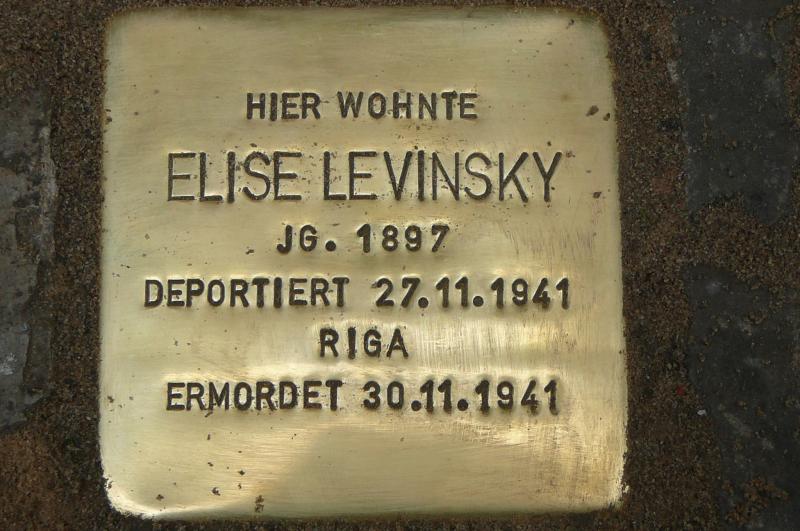 HIER WOHNTE
ELISE LEVINSKY
JG. 1897
DEPORTIERT 27.11.1941
RIGA
ERMORDET 30.11.1941